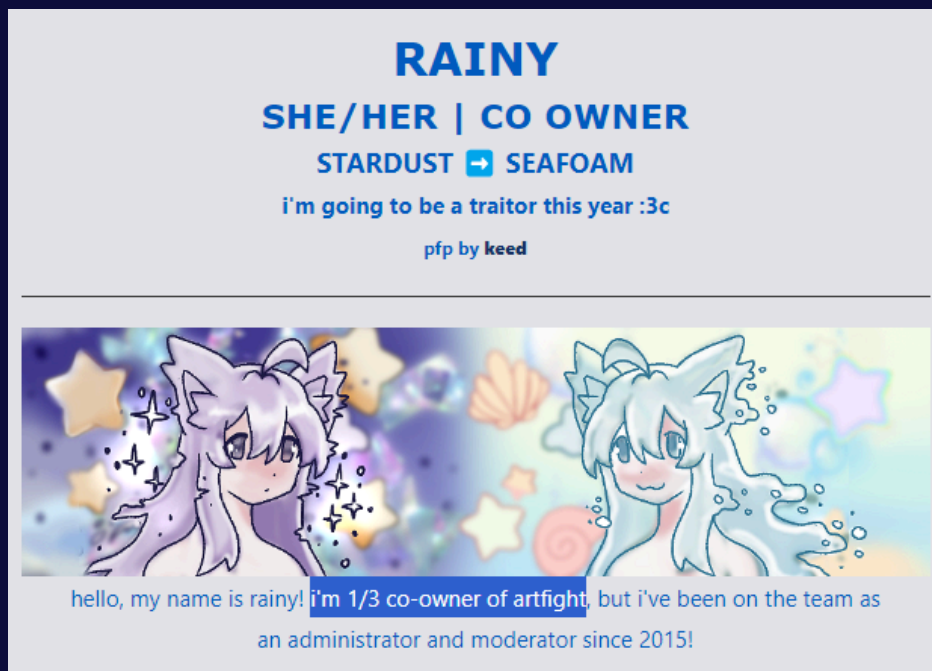 RAINY
SHE/HER | CO OWNER
STARDUST ➡️ SEAFOAM
i'm going to be a traitor this year :3c
pfp by keed
hello, my name is rainy! i'm 1/3 co-owner of artfight, but i've been on the team as
an administrator and moderator since 2015!